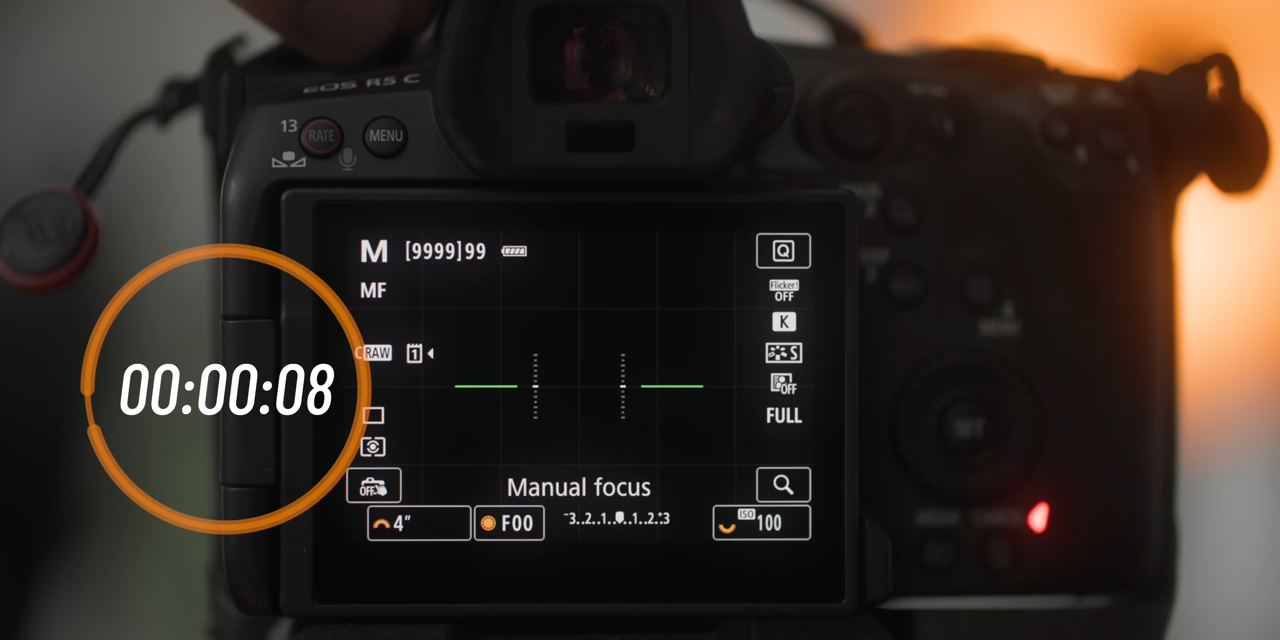 EOS R5 C
13
RATE
MENU
M [9999]99
Q
MF
Flicker!
OFF
K
CRAW 1
S
OFF
FULL
00:00:08
SET
OFF
Manual focus
4" F00 -3..2..1..0..1..2.:3 ISO 100